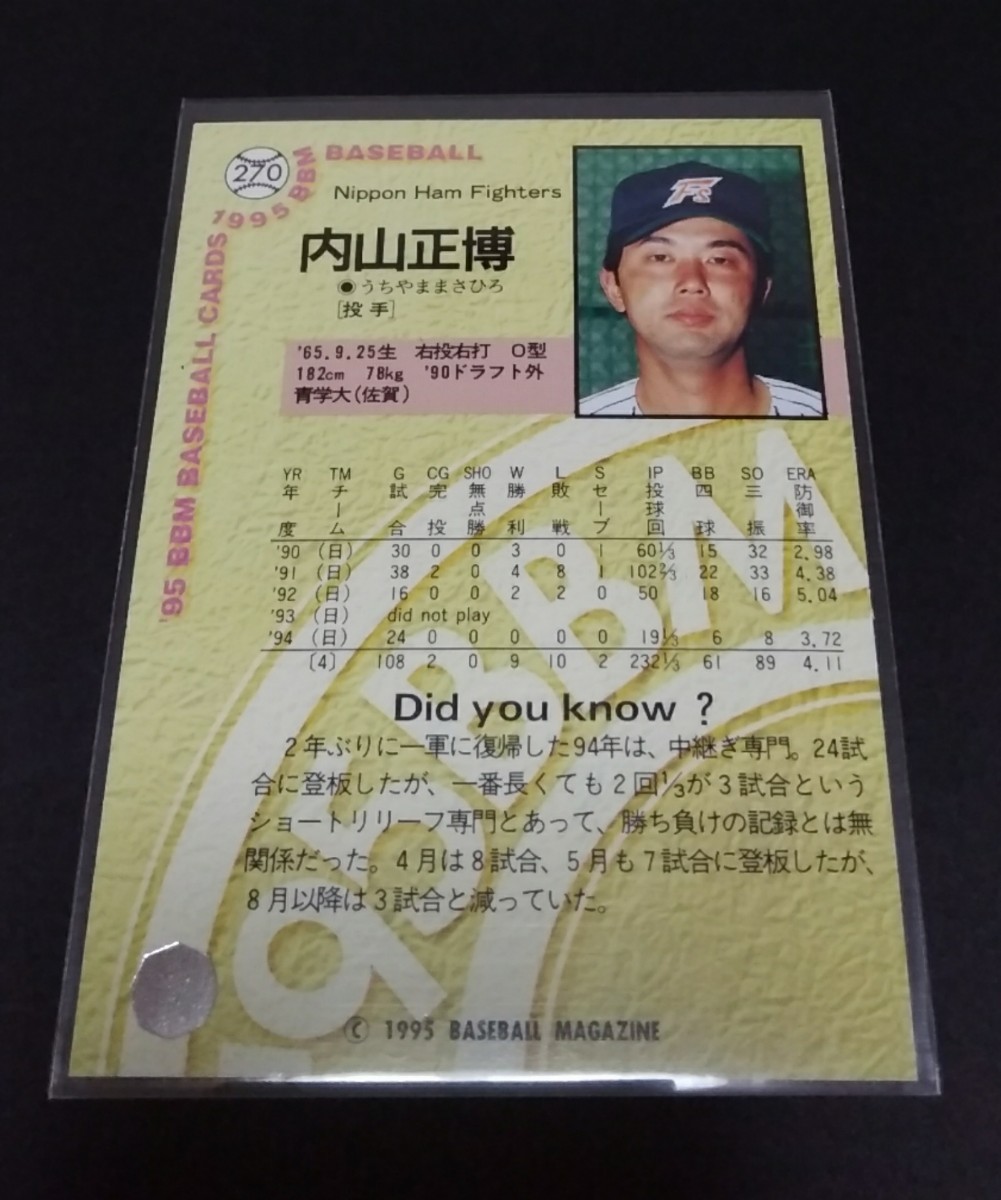 270
'95 BBM BASEBALL CARDS 1995 BBM BASEBALL
Nippon Ham Fighters
Fs
内山正博
●うちやままさひろ
[投手]
'65.9.25生 右投右打 O型
182cm 78kg '90ドラフト外
青学大(佐賀)
YR TM G CG SHO W L S IP BB SO ERA
年度 チーム 試合 完投 無点勝 勝利 敗戦 セーブ 投球回 四球 三振 防御率
'90 (日) 30 0 0 3 0 1 60⅓ 15 32 2.98
'91 (日) 38 2 0 4 8 1 102⅔ 22 33 4.38
'92 (日) 16 0 0 2 2 0 50 18 16 5.04
'93 (日) did not play
'94 (日) 24 0 0 0 0 0 19⅓ 6 8 3.72
[4] 108 2 0 9 10 2 232⅓ 61 89 4.11
Did you know ?
2年ぶりに一軍に復帰した94年は、中継ぎ専門。24試
合に登板したが、一番長くても2回⅓が3試合という
ショートリリーフ専門とあって、勝ち負けの記録とは無
関係だった。4月は8試合、5月も7試合に登板したが、
8月以降は3試合と減っていた。
'95 BBM
© 1995 BASEBALL MAGAZINE